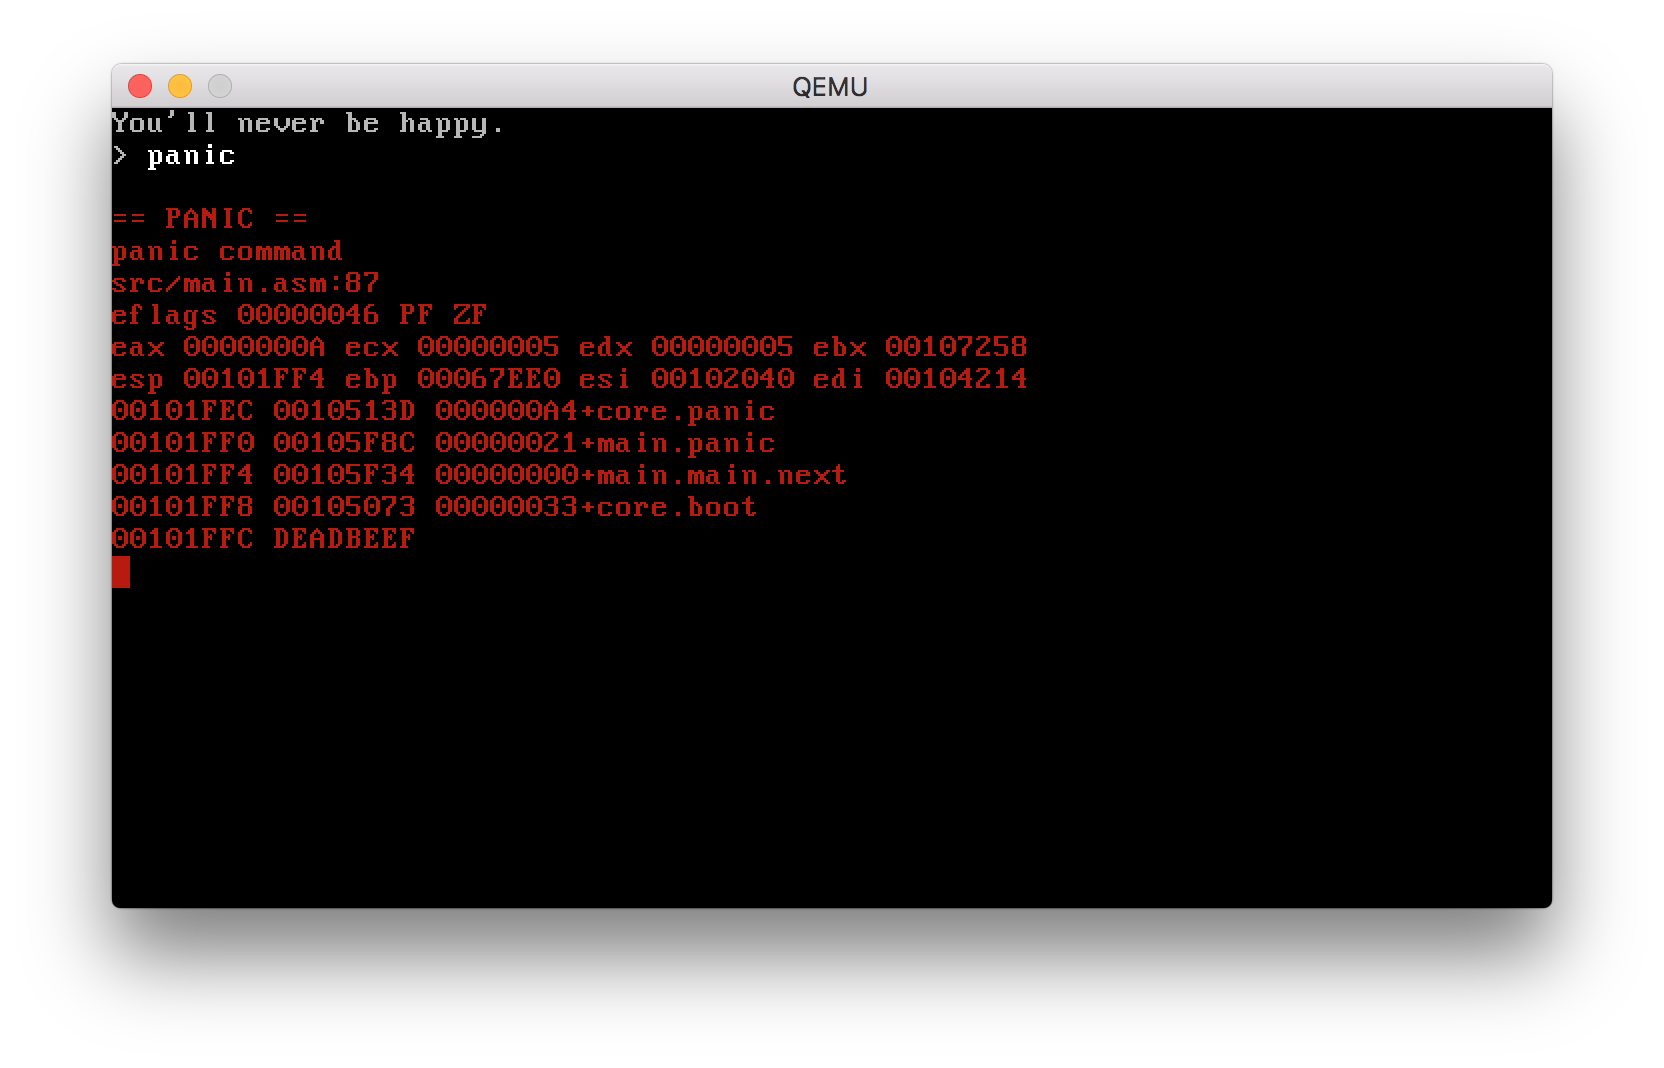 QEMU
You'll never be happy.
> panic
== PANIC ==
panic command
src/main.asm:87
eflags 00000046 PF ZF
eax 0000000A ecx 00000005 edx 00000005 ebx 00107258
esp 00101FF4 ebp 00067EE0 esi 00102040 edi 00104214
00101FEC 0010513D 000000A4+core.panic
00101FF0 00105F8C 00000021+main.panic
00101FF4 00105F34 00000000+main.main.next
00101FF8 00105073 00000033+core.boot
00101FFC DEADBEEF